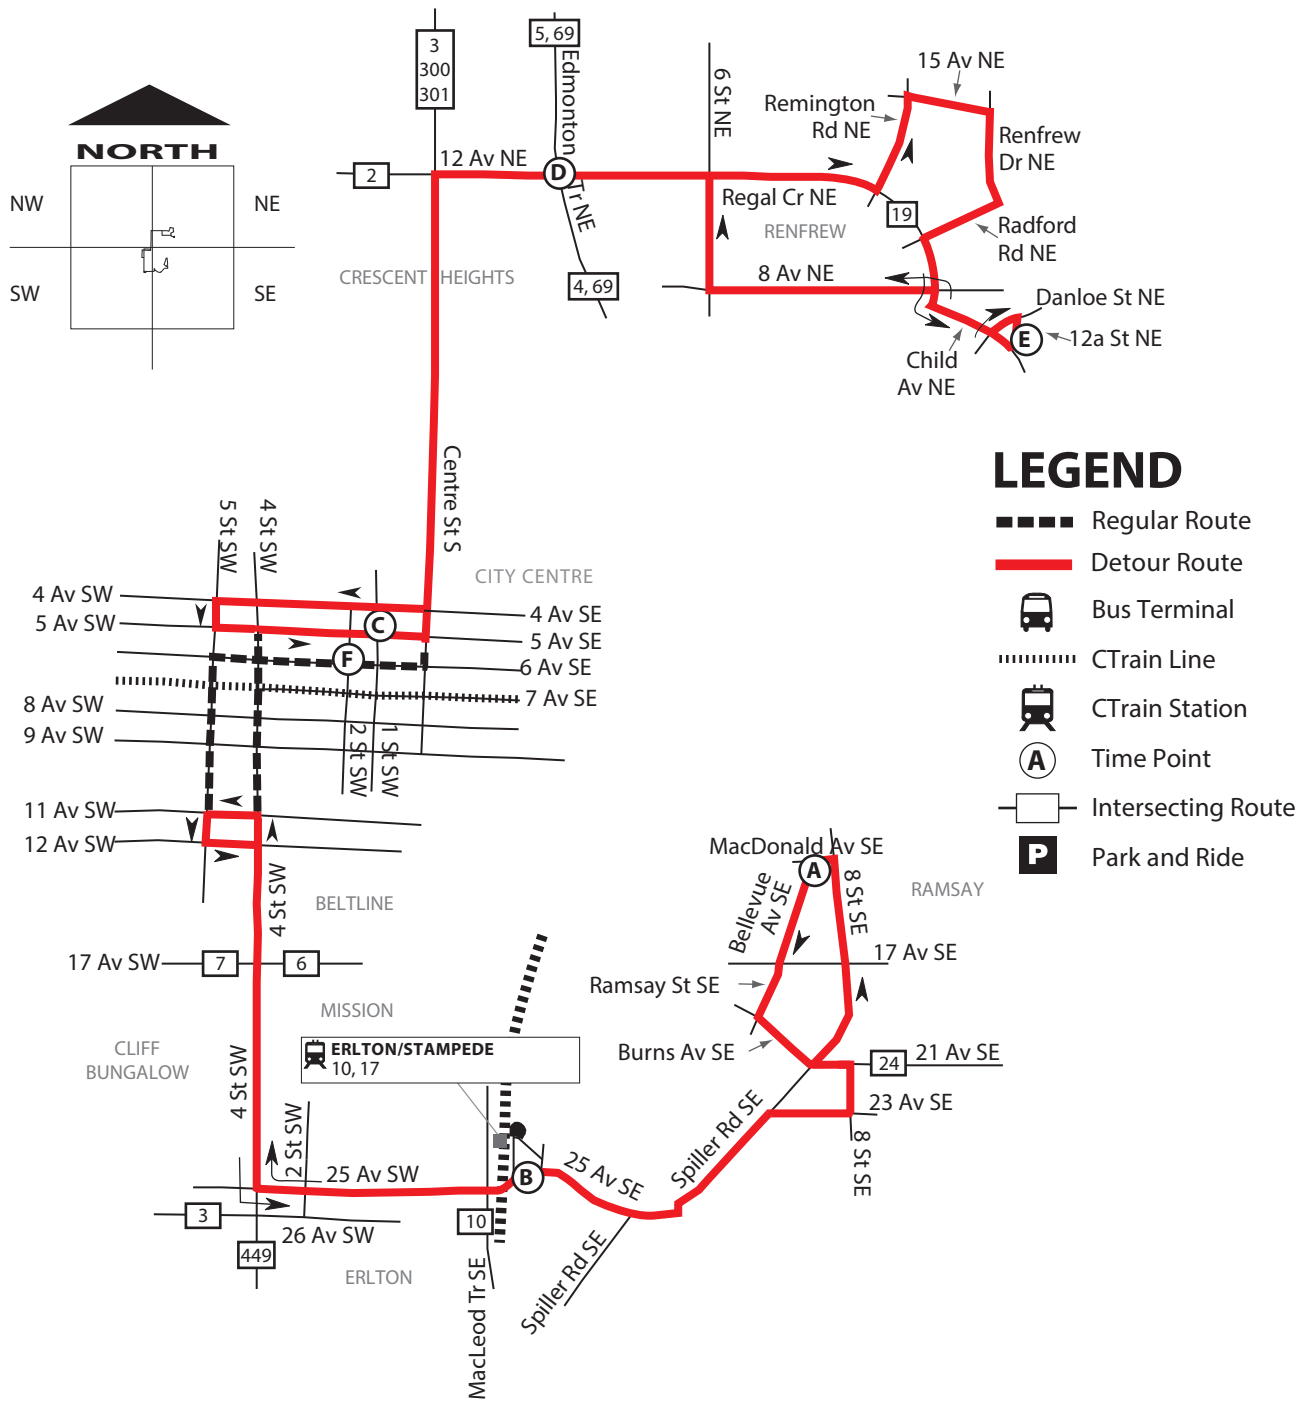 3
300
301
5, 69
Edmonton
Tr NE
6 St NE
15 Av NE
Remington
Rd NE
Renfrew
Dr NE
NORTH
NW
NE
SW
SE
2
12 Av NE
D
Regal Cr NE
RENFREW
19
Radford
Rd NE
CRESCENT HEIGHTS
4, 69
8 Av NE
Danloe St NE
E
12a St NE
Child
Av NE
Centre St S
LEGEND
Regular Route
Detour Route
Bus Terminal
CTrain Line
CTrain Station
A
Time Point
Intersecting Route
P
Park and Ride
5 St SW
4 St SW
CITY CENTRE
4 Av SW
4 Av SE
5 Av SW
C
5 Av SE
F
6 Av SE
7 Av SE
8 Av SW
9 Av SW
2 St SW
1 St SW
11 Av SW
12 Av SW
4 St SW
BELTLINE
MacDonald Av SE
A
Bellevue
Av SE
8 St SE
RAMSAY
17 Av SW
7
6
17 Av SE
Ramsay St SE
MISSION
CLIFF
BUNGALOW
ERLTON/STAMPEDE
10, 17
Burns Av SE
24
21 Av SE
4 St SW
23 Av SE
2 St SW
Spiller Rd SE
8 St SE
25 Av SW
B
25 Av SE
3
26 Av SW
10
449
ERLTON
MacLeod Tr SE
Spiller Rd SE